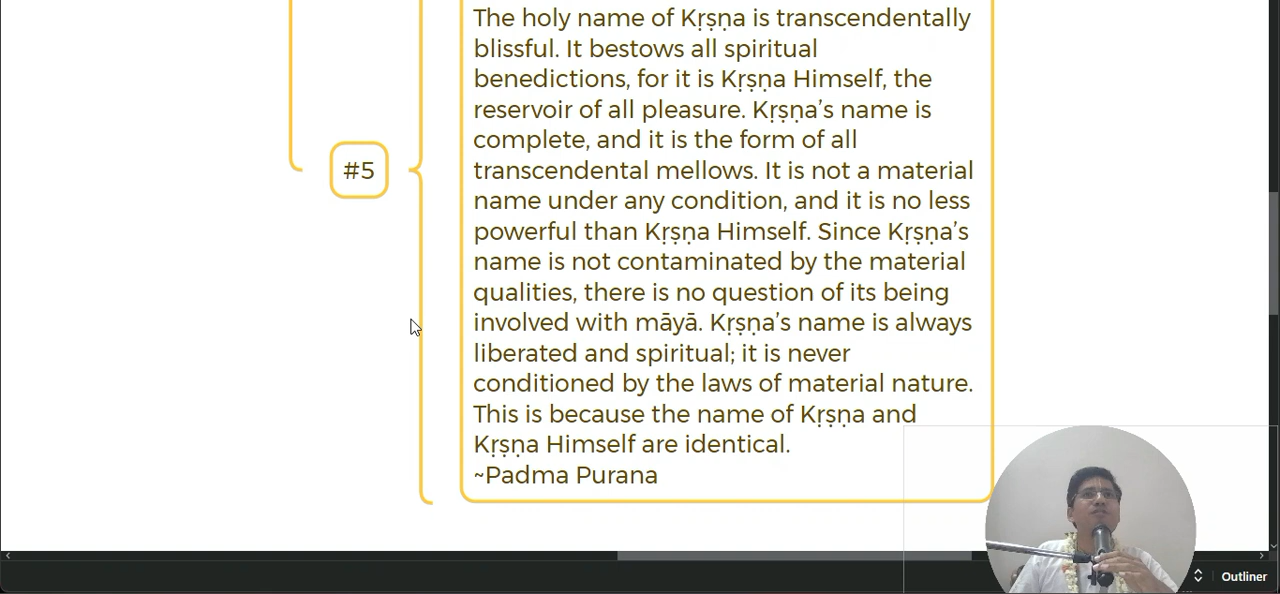 The holy name of Kṛṣṇa is transcendentally
blissful. It bestows all spiritual
benedictions, for it is Kṛṣṇa Himself, the
reservoir of all pleasure. Kṛṣṇa’s name is
complete, and it is the form of all
transcendental mellows. It is not a material
name under any condition, and it is no less
powerful than Kṛṣṇa Himself. Since Kṛṣṇa’s
name is not contaminated by the material
qualities, there is no question of its being
involved with māyā. Kṛṣṇa’s name is always
liberated and spiritual; it is never
conditioned by the laws of material nature.
This is because the name of Kṛṣṇa and
Kṛṣṇa Himself are identical.
~Padma Purana
#5
Outliner